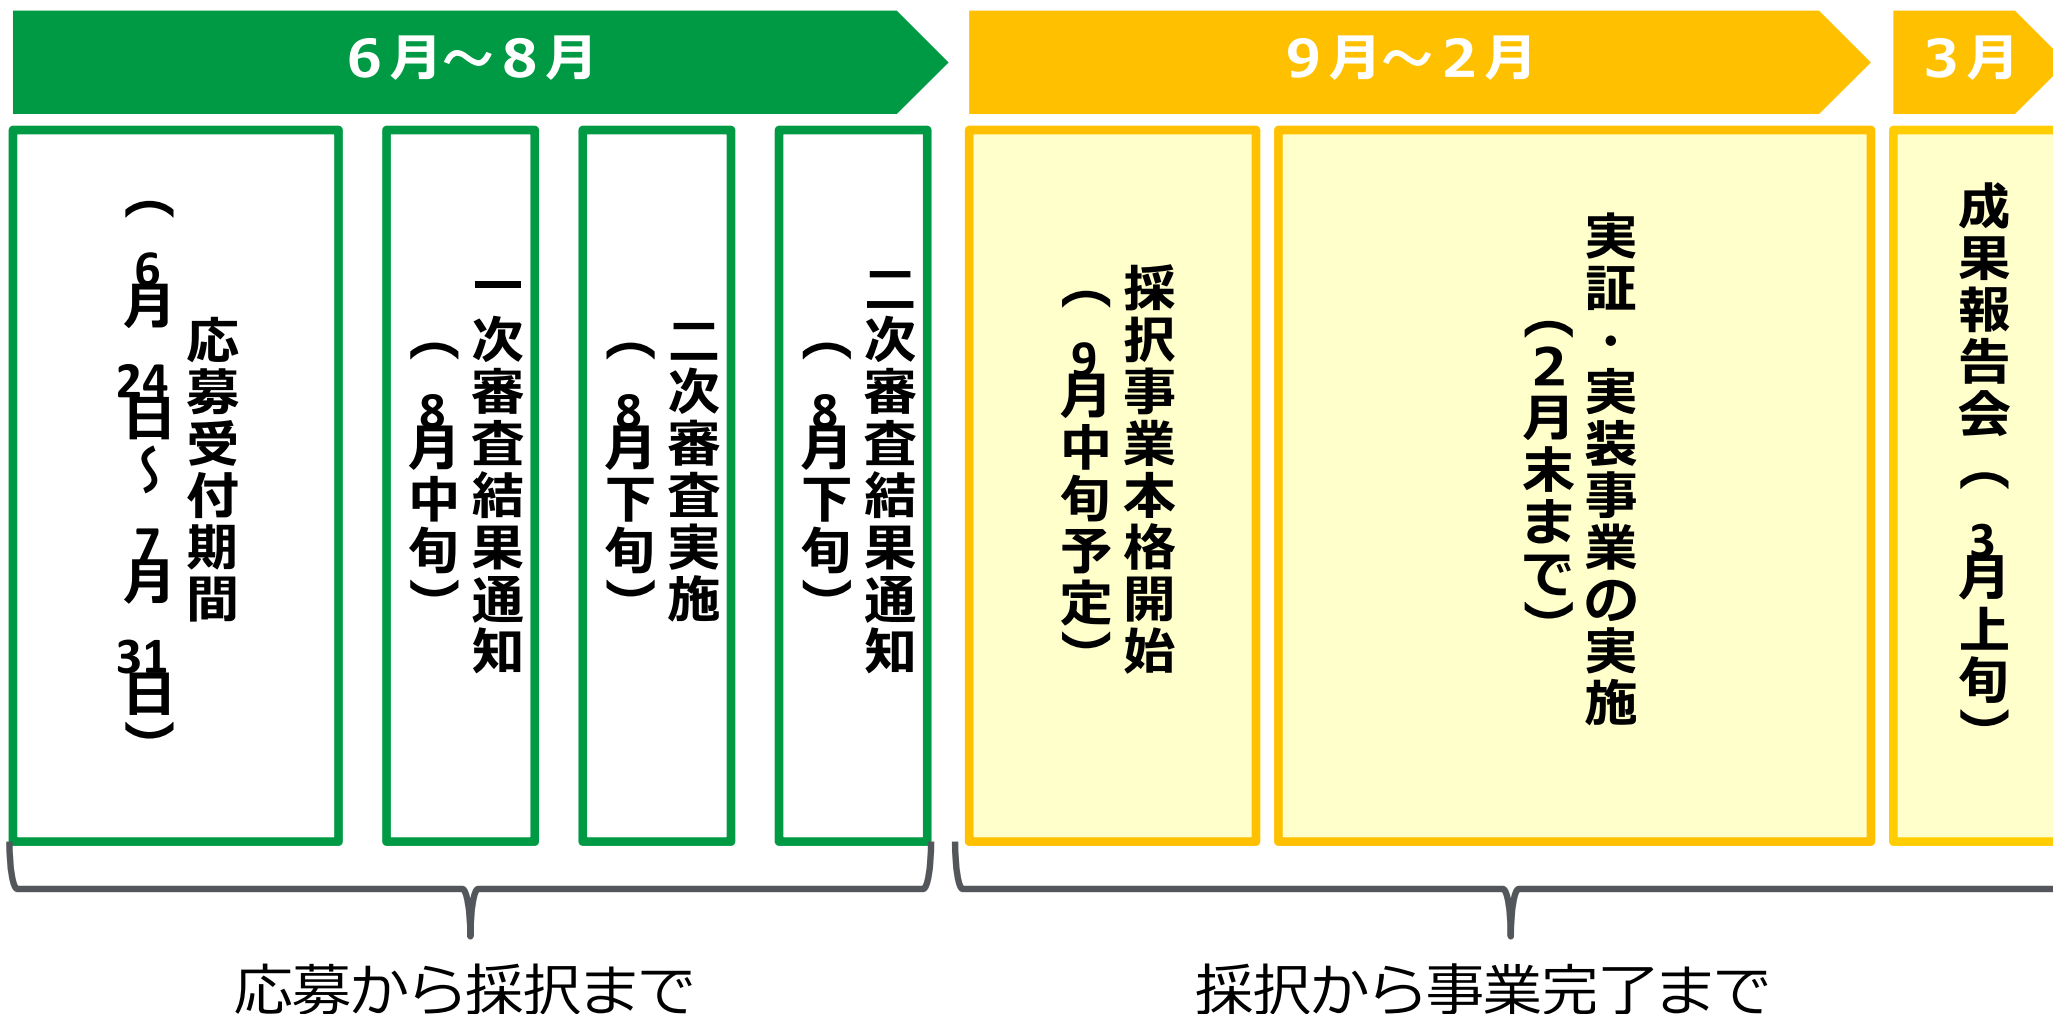 6月～8月
9月～2月
3月
応募受付期間
（6月24日～7月31日）
一次審査結果通知
（8月中旬）
二次審査実施
（8月下旬）
二次審査結果通知
（8月下旬）
採択事業本格開始
（9月中旬予定）
実証・実装事業の実施
（2月末まで）
成果報告会（3月上旬）
応募から採択まで
採択から事業完了まで